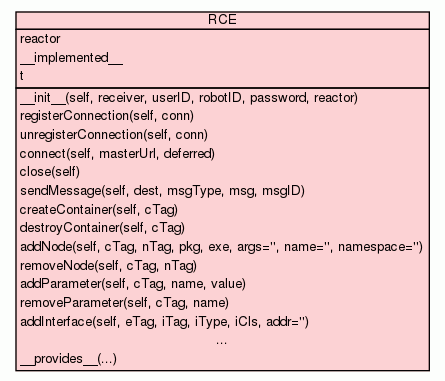 RCE
reactor
__implemented__
t
__init__(self, receiver, userID, robotID, password, reactor)
registerConnection(self, conn)
unregisterConnection(self, conn)
connect(self, masterUrl, deferred)
close(self)
sendMessage(self, dest, msgType, msg, msgID)
createContainer(self, cTag)
destroyContainer(self, cTag)
addNode(self, cTag, nTag, pkg, exe, args='', name='', namespace='')
removeNode(self, cTag, nTag)
addParameter(self, cTag, name, value)
removeParameter(self, cTag, name)
addInterface(self, eTag, iTag, iType, iCls, addr='')
...
__provides__(...)